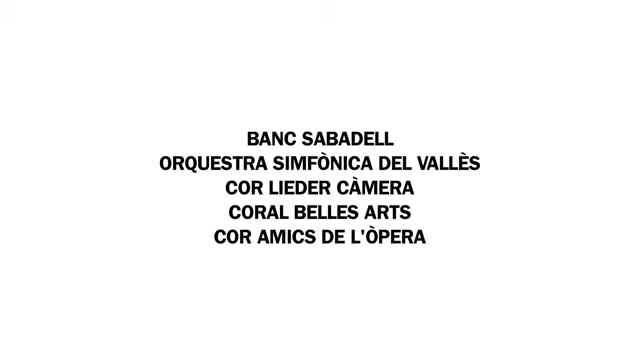 BANC SABADELL
ORQUESTRA SIMFÒNICA DEL VALLÈS
COR LIEDER CÀMERA
CORAL BELLES ARTS
COR AMICS DE L'ÒPERA